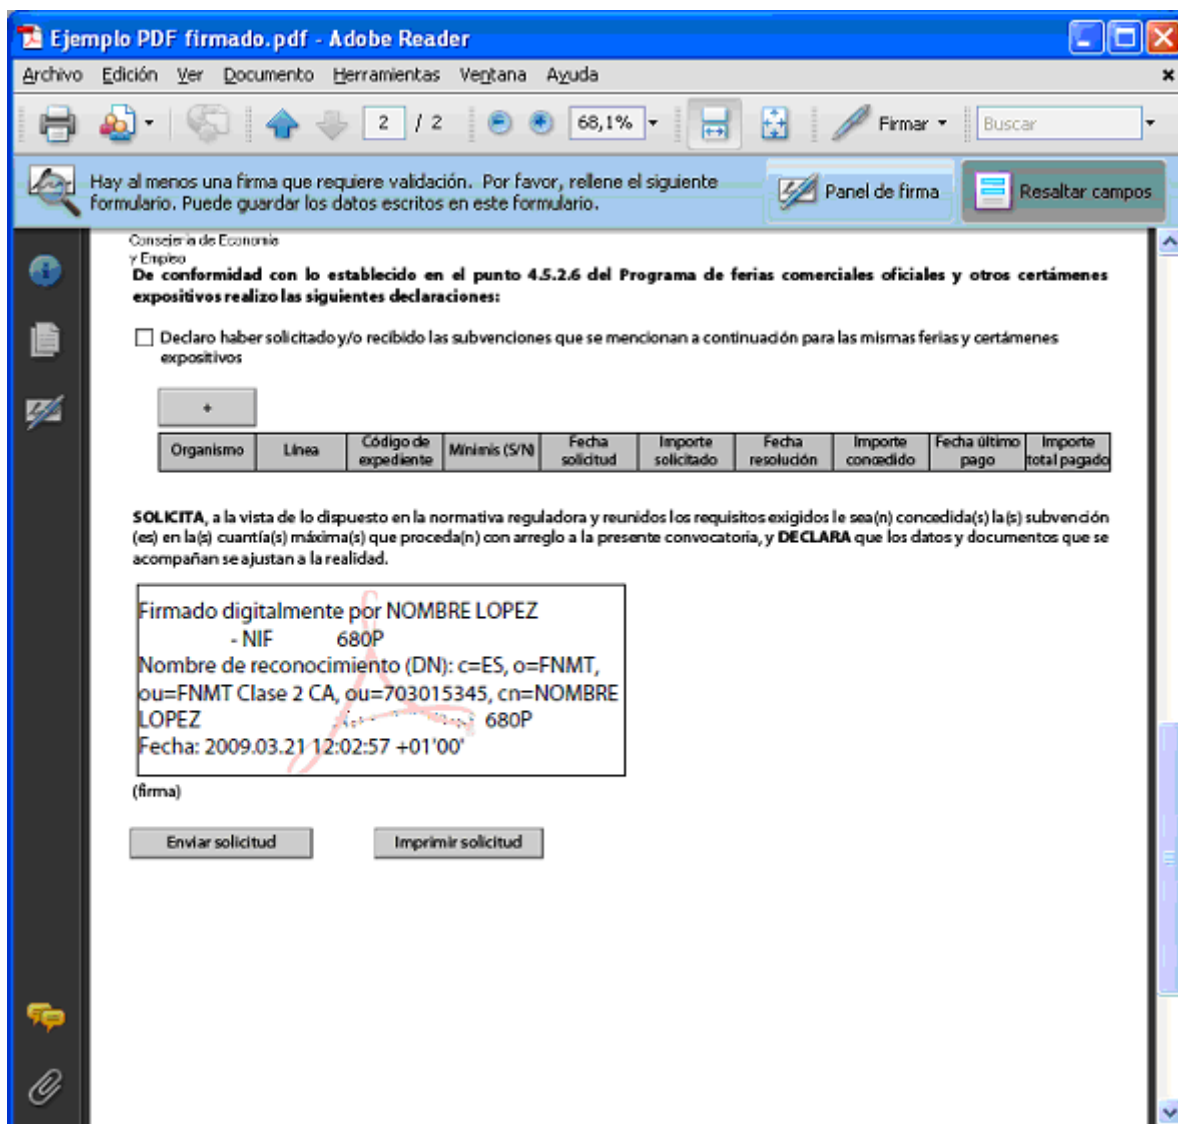 Ejemplo PDF firmado.pdf - Adobe Reader
Archivo Edición Ver Documento Herramientas Ventana Ayuda
2 / 2 68,1% Firmar Buscar
Hay al menos una firma que requiere validación. Por favor, rellene el siguiente
formulario. Puede guardar los datos escritos en este formulario.
Panel de firma
Resaltar campos
Consejería de Economía
y Empleo
De conformidad con lo establecido en el punto 4.5.2.6 del Programa de ferias comerciales oficiales y otros certámenes
expositivos realizo las siguientes declaraciones:
Declaro haber solicitado y/o recibido las subvenciones que se mencionan a continuación para las mismas ferias y certámenes
expositivos
+
Organismo Línea Código de expediente Mínimis (S/N) Fecha solicitud Importe solicitado Fecha resolución Importe concedido Fecha último pago Importe total pagado
SOLICITA, a la vista de lo dispuesto en la normativa reguladora y reunidos los requisitos exigidos le sea(n) concedida(s) la(s) subvención
(es) en la(s) cuantía(s) máxima(s) que proceda(n) con arreglo a la presente convocatoria, y DECLARA que los datos y documentos que se
acompañan se ajustan a la realidad.
Firmado digitalmente por NOMBRE LOPEZ
- NIF 680P
Nombre de reconocimiento (DN): c=ES, o=FNMT,
ou=FNMT Clase 2 CA, ou=703015345, cn=NOMBRE
LOPEZ 680P
Fecha: 2009.03.21 12:02:57 +01'00'
(firma)
Enviar solicitud Imprimir solicitud